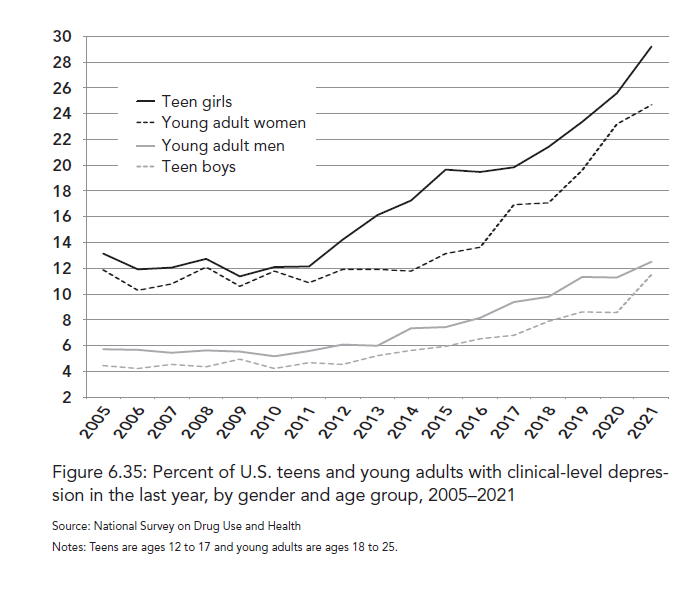 30
28
26
24
22
20
18
16
14
12
10
8
6
4
2
Teen girls
Young adult women
Young adult men
Teen boys
2005 2006 2007 2008 2009 2010 2011 2012 2013 2014 2015 2016 2017 2018 2019 2020 2021
Figure 6.35: Percent of U.S. teens and young adults with clinical-level depres-
sion in the last year, by gender and age group, 2005–2021
Source: National Survey on Drug Use and Health
Notes: Teens are ages 12 to 17 and young adults are ages 18 to 25.